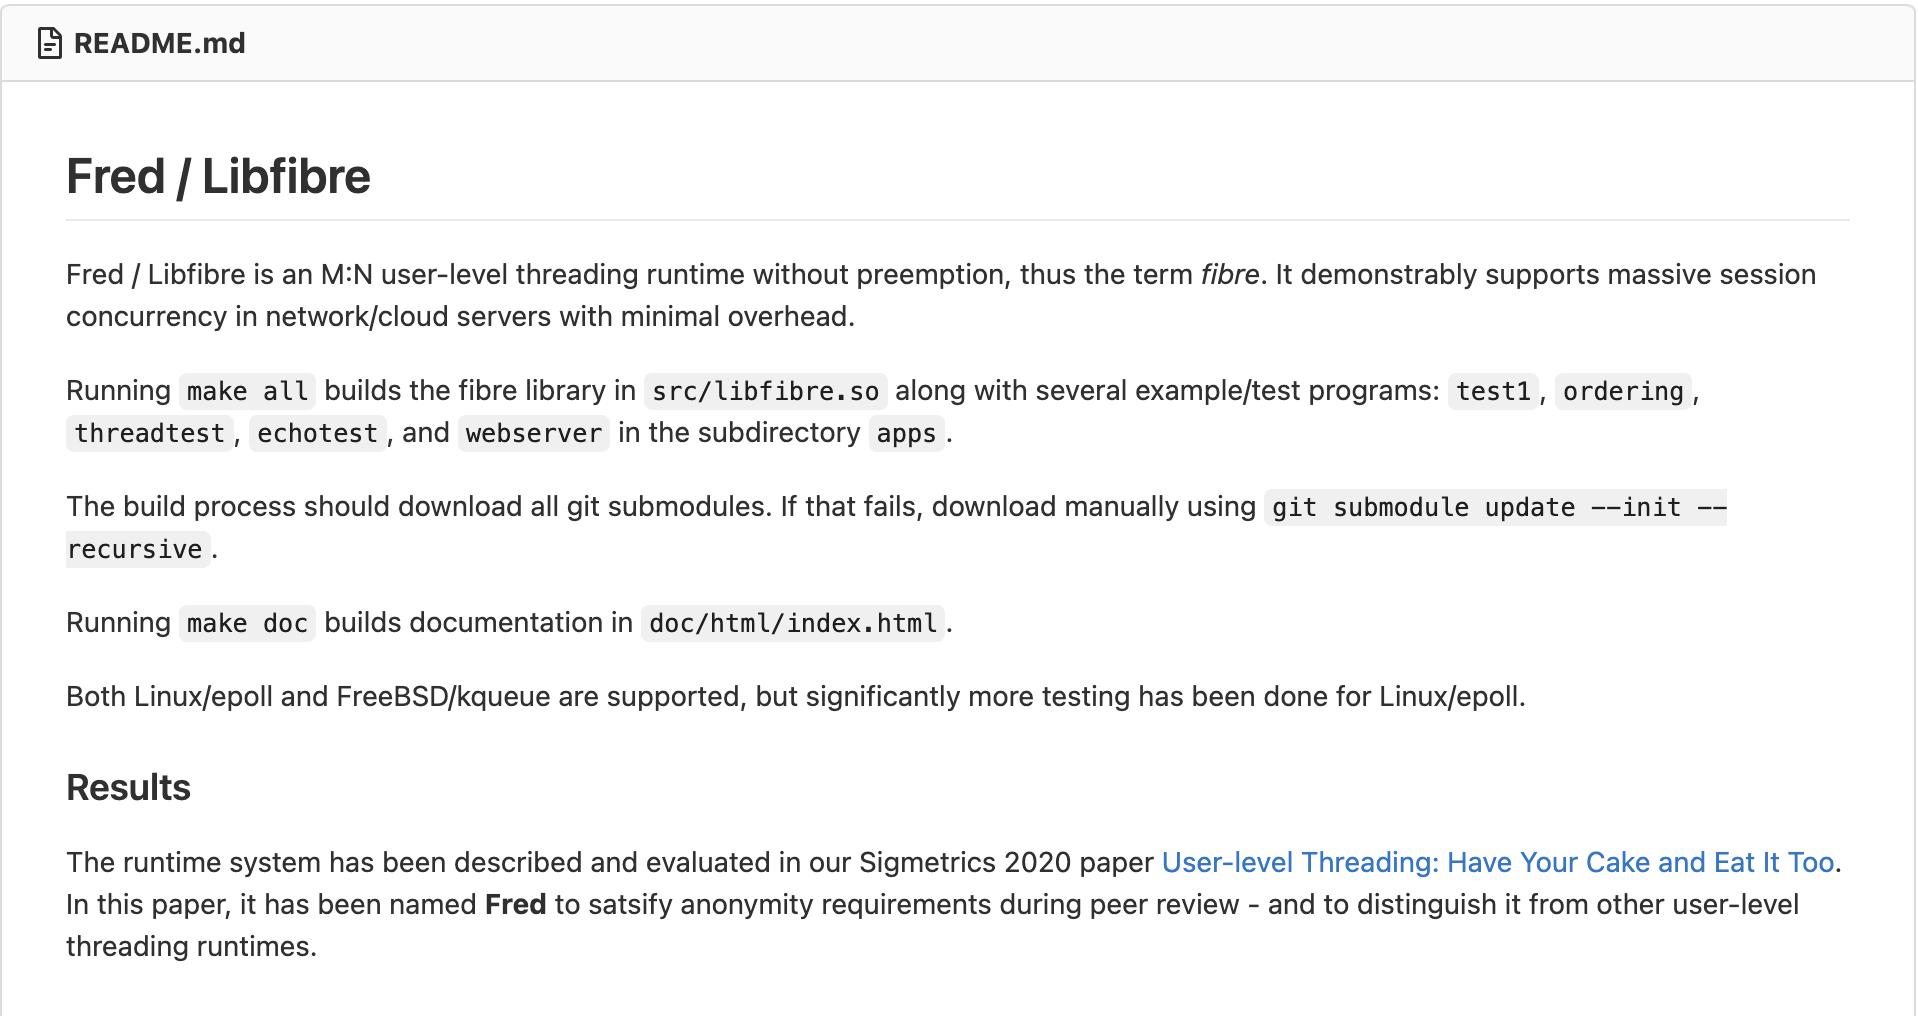 README.md
Fred / Libfibre
Fred / Libfibre is an M:N user-level threading runtime without preemption, thus the term fibre. It demonstrably supports massive session
concurrency in network/cloud servers with minimal overhead.
Running make all builds the fibre library in src/libfibre.so along with several example/test programs: test1, ordering,
threadtest, echotest, and webserver in the subdirectory apps.
The build process should download all git submodules. If that fails, download manually using git submodule update --init --
recursive.
Running make doc builds documentation in doc/html/index.html.
Both Linux/epoll and FreeBSD/kqueue are supported, but significantly more testing has been done for Linux/epoll.
Results
The runtime system has been described and evaluated in our Sigmetrics 2020 paper User-level Threading: Have Your Cake and Eat It Too.
In this paper, it has been named Fred to satsify anonymity requirements during peer review - and to distinguish it from other user-level
threading runtimes.